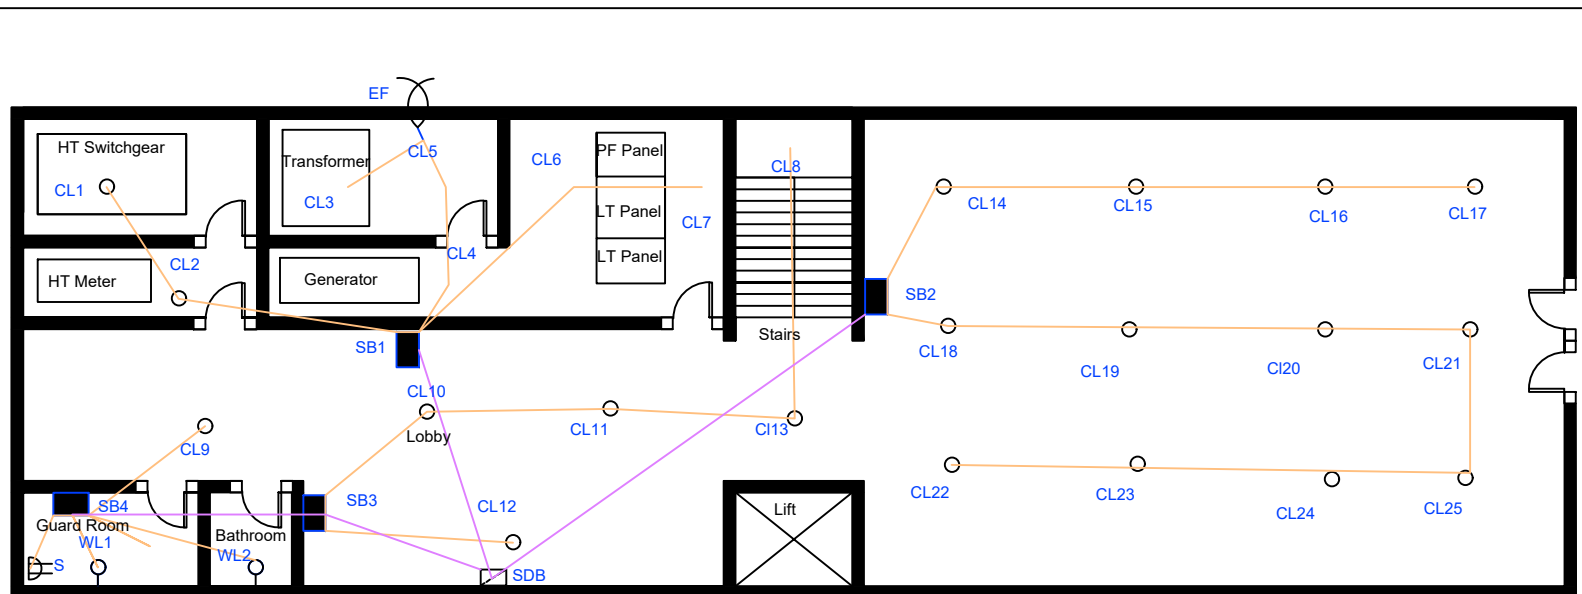 EF
HT Switchgear
CL1
CL2
HT Meter
Transformer
CL3
CL5
CL4
Generator
CL6
PF Panel
LT Panel
CL7
LT Panel
CL8
Stairs
CL14
CL15
CL16
CL17
SB2
CL18
CL19
Cl20
CL21
CL22
CL23
CL24
CL25
SB1
CL10
Lobby
CL9
CL11
Cl13
SB4
Guard Room
WL1
S
Bathroom
WL2
SB3
CL12
SDB
Lift